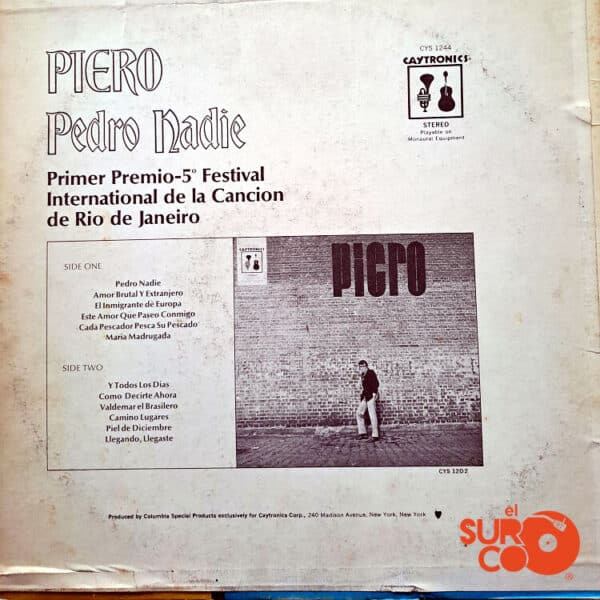 PIERO
Pedro Nadie
Primer Premio-5º Festival
International de la Cancion
de Rio de Janeiro
CYS 1244
CAYTRONICS
STEREO
Playable on
Monaural Equipment
SIDE ONE
Pedro Nadie
Amor Brutal Y Extranjero
El Inmigrante de Europa
Este Amor Que Paseo Conmigo
Cada Pescador Pesca Su Pescado
Maria Madrugada
SIDE TWO
Y Todos Los Dias
Como Decirte Ahora
Valdemar el Brasilero
Camino Lugares
Piel de Diciembre
Llegando, Llegaste
CAYTRONICS
piero
CYS 1202
Produced by Columbia Special Products exclusively for Caytronics Corp., 240 Madison Avenue, New York, New York
el
SURCO
®